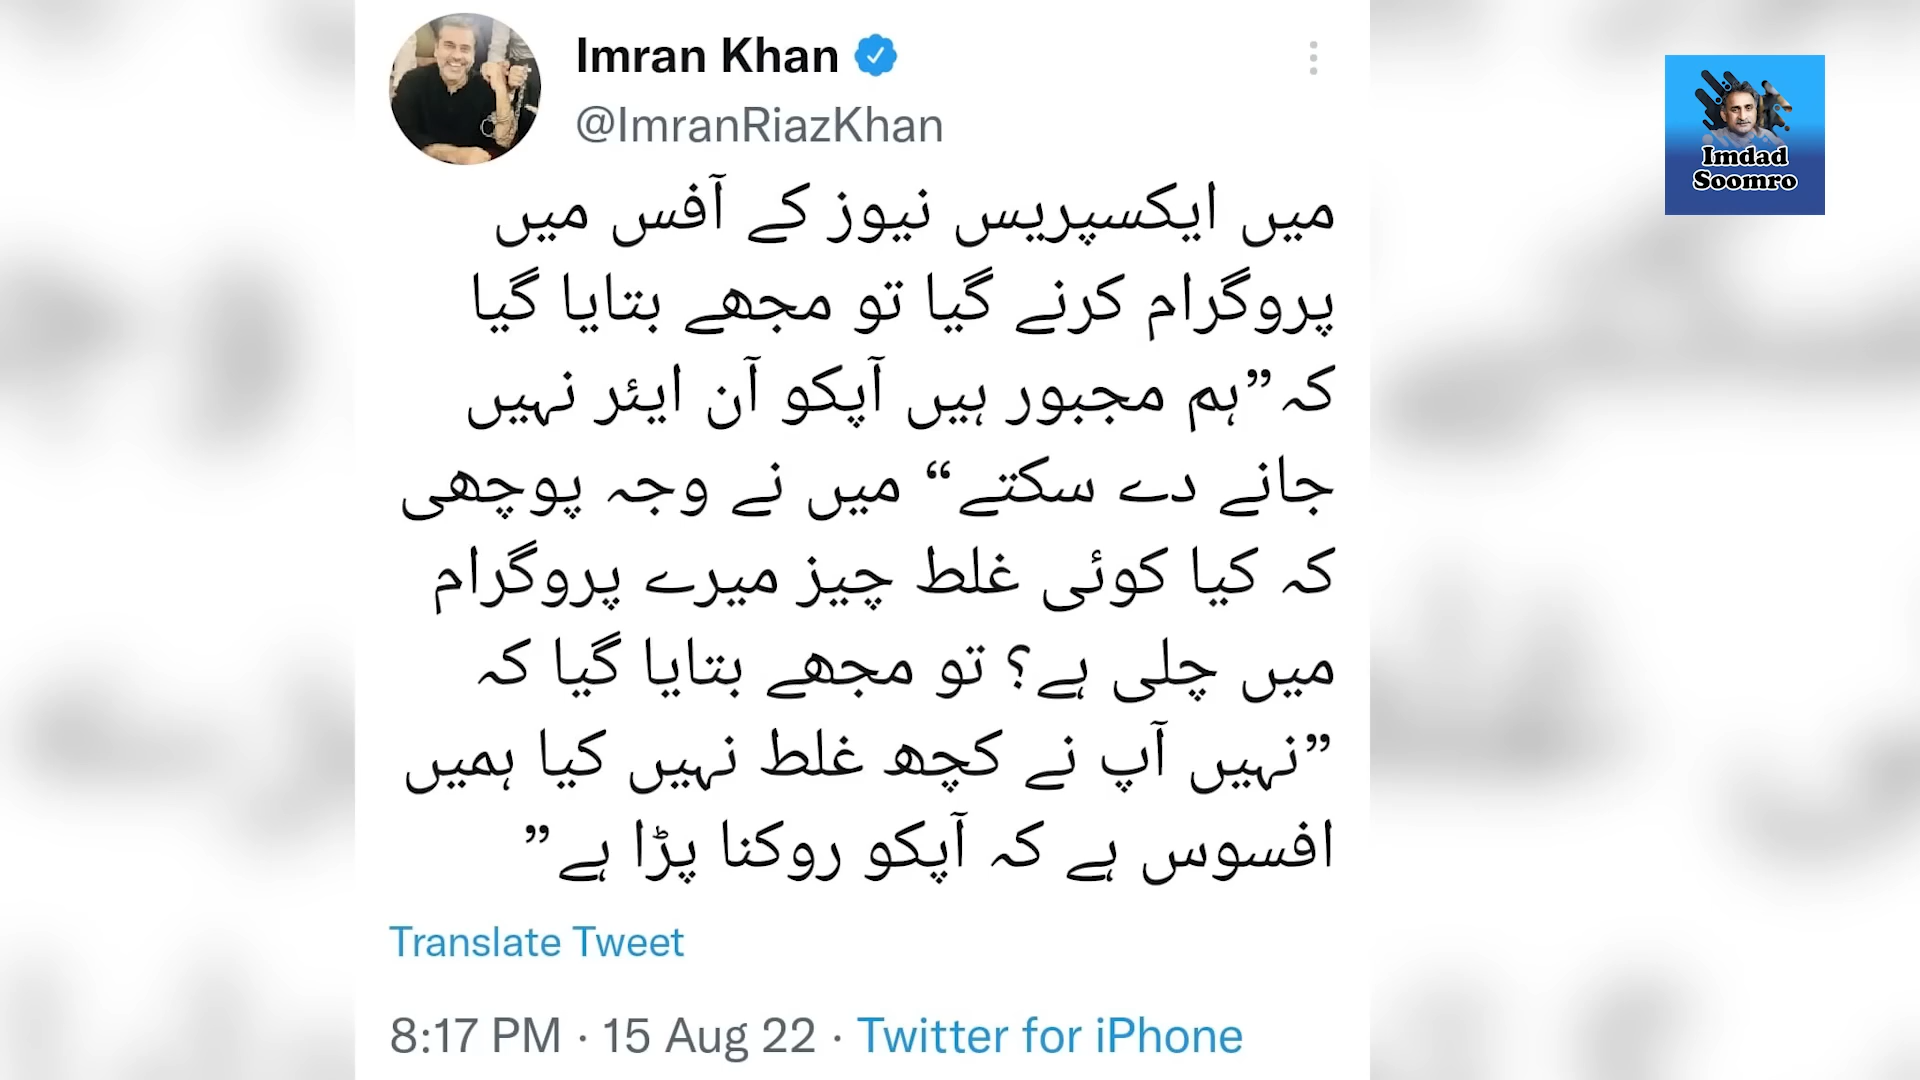 Imran Khan
@ImranRiazKhan
میں ایکسپریس نیوز کے آفس میں
پروگرام کرنے گیا تو مجھے بتایا گیا
کہ”ہم مجبور ہیں آپکو آن ایئر نہیں
جانے دے سکتے“ میں نے وجہ پوچھی
کہ کیا کوئی غلط چیز میرے پروگرام
میں چلی ہے؟ تو مجھے بتایا گیا کہ
”نہیں آپ نے کچھ غلط نہیں کیا ہمیں
افسوس ہے کہ آپکو روکنا پڑا ہے”
Translate Tweet
8:17 PM · 15 Aug 22 · Twitter for iPhone
Imdad
Soomro